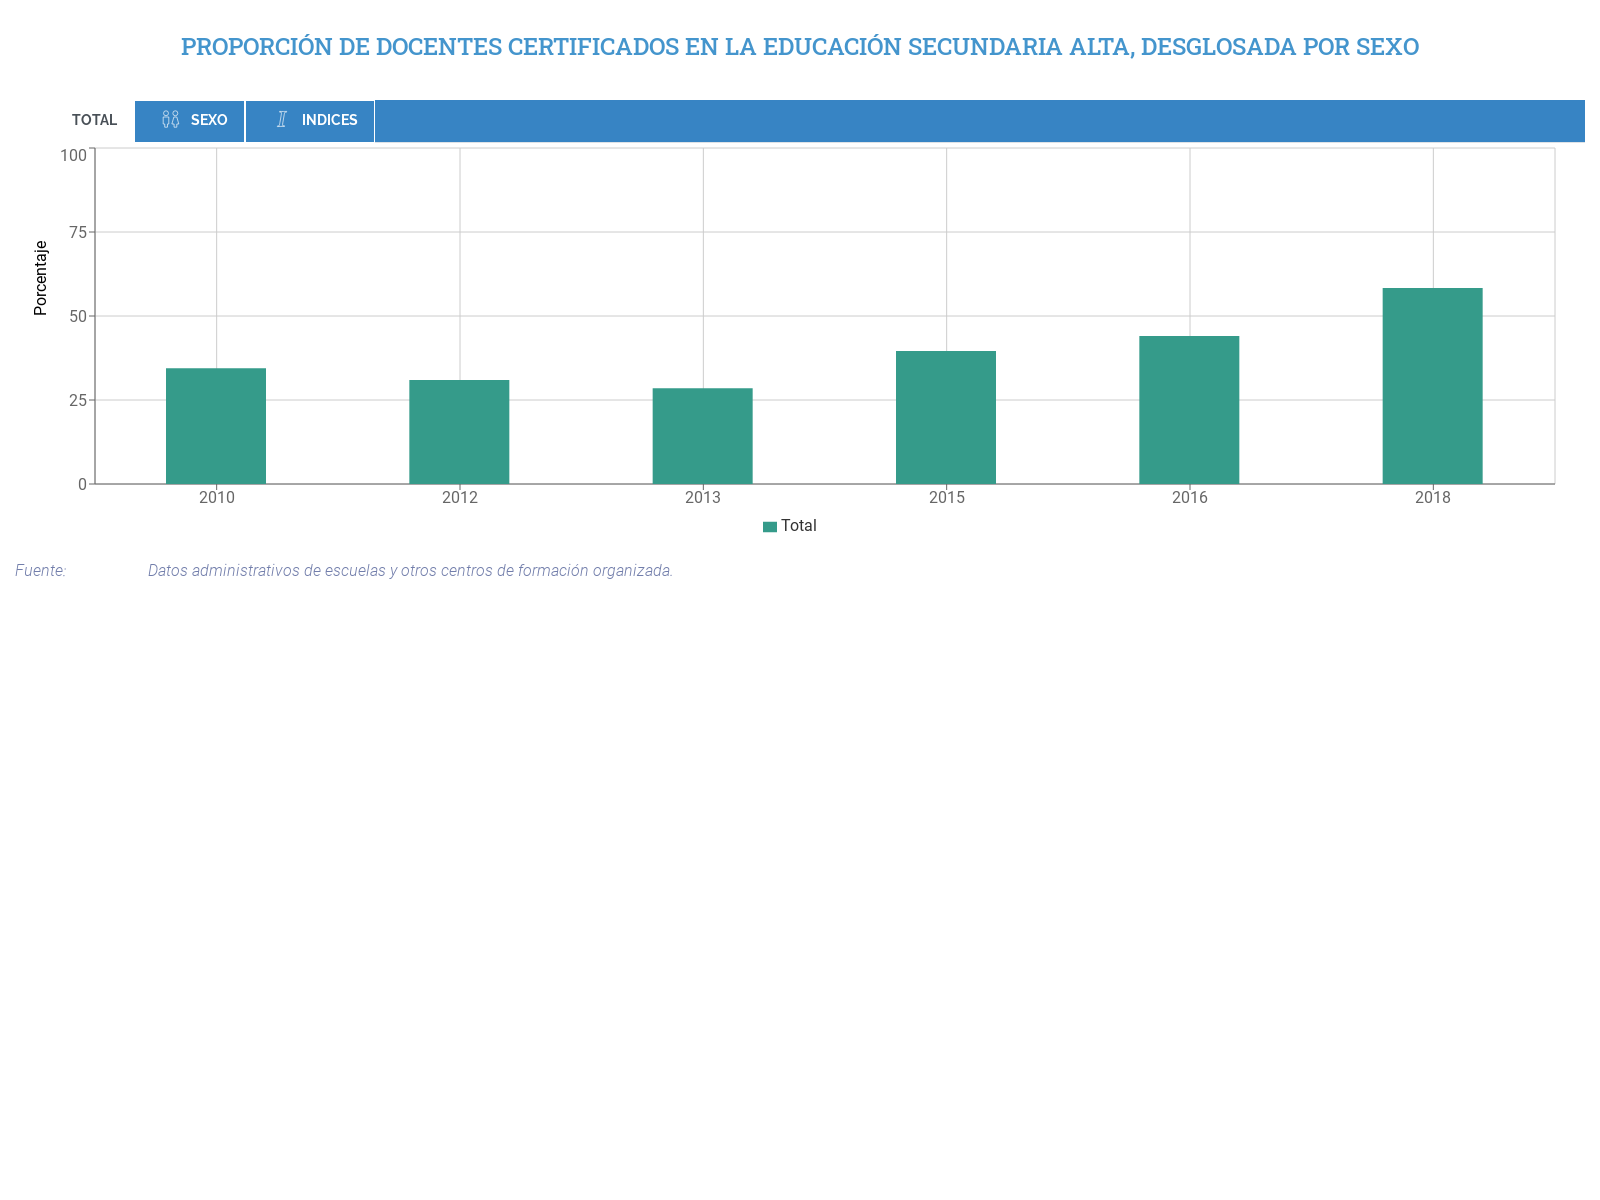 PROPORCIÓN DE DOCENTES CERTIFICADOS EN LA EDUCACIÓN SECUNDARIA ALTA, DESGLOSADA POR SEXO
TOTAL SEXO INDICES
Porcentaje
100
75
50
25
0
2010 2012 2013 2015 2016 2018
Total
Fuente: Datos administrativos de escuelas y otros centros de formación organizada.